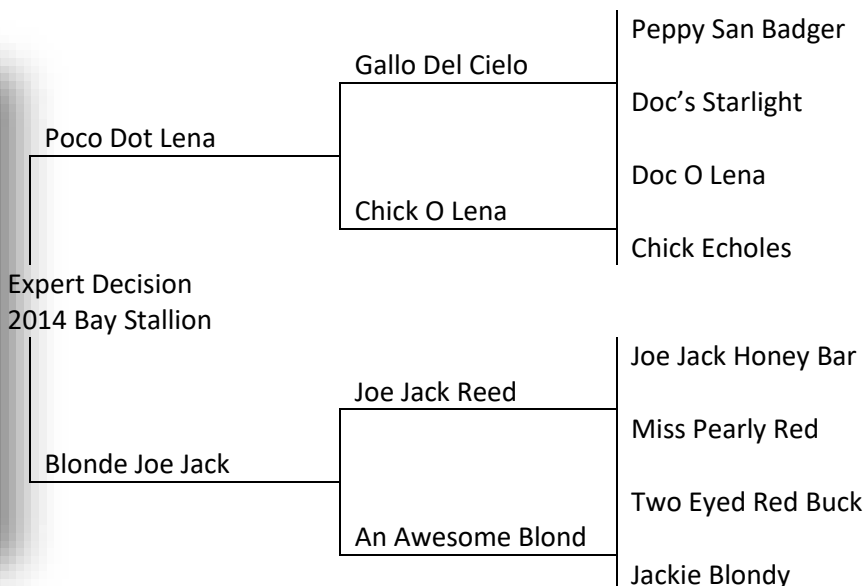 Peppy San Badger
Gallo Del Cielo
Doc’s Starlight
Poco Dot Lena
Doc O Lena
Chick O Lena
Chick Echoles
Expert Decision
2014 Bay Stallion
Joe Jack Honey Bar
Joe Jack Reed
Miss Pearly Red
Blonde Joe Jack
Two Eyed Red Buck
An Awesome Blond
Jackie Blondy